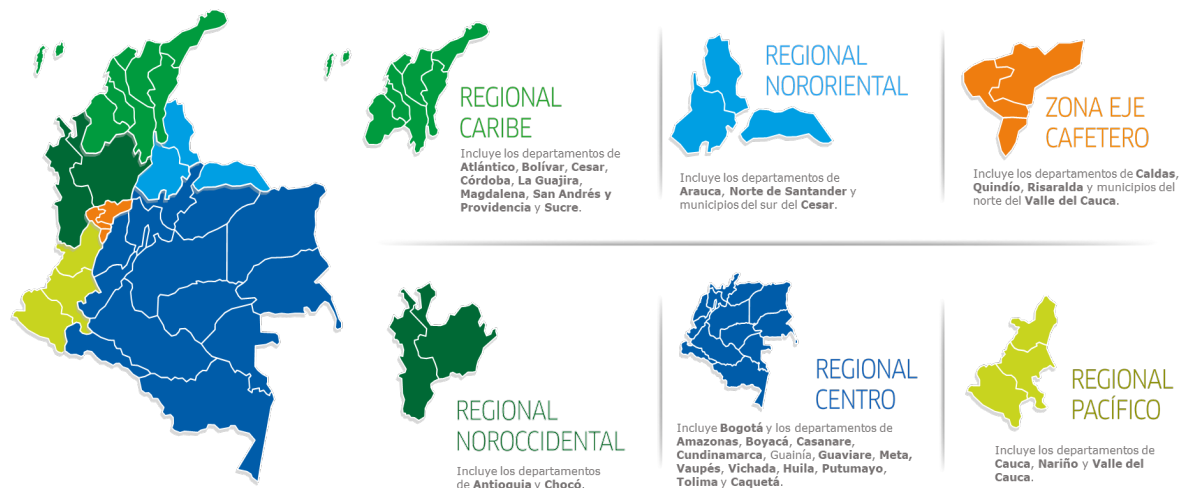 REGIONAL
CARIBE
Incluye los departamentos de
Atlántico, Bolívar, Cesar,
Córdoba, La Guajira,
Magdalena, San Andrés y
Providencia y Sucre.
REGIONAL
NORORIENTAL
Incluye los departamentos de
Arauca, Norte de Santander y
municipios del sur del Cesar.
ZONA EJE
CAFETERO
Incluye los departamentos de Caldas,
Quindío, Risaralda y municipios del
norte del Valle del Cauca.
REGIONAL
NOROCCIDENTAL
Incluye los departamentos
de Antioquia y Chocó.
REGIONAL
CENTRO
Incluye Bogotá y los departamentos de
Amazonas, Boyacá, Casanare,
Cundinamarca, Guainía, Guaviare, Meta,
Vaupés, Vichada, Huila, Putumayo,
Tolima y Caquetá.
REGIONAL
PACÍFICO
Incluye los departamentos de
Cauca, Nariño y Valle del
Cauca.